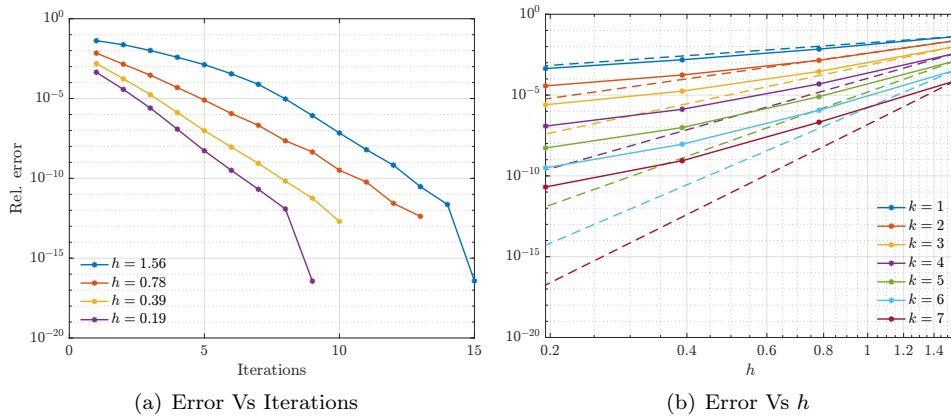 10^0
10^-5
10^-10
10^-15
10^-20
Rel. error
h = 1.56
h = 0.78
h = 0.39
h = 0.19
0 5 10 15
Iterations
(a) Error Vs Iterations
10^0
10^-5
10^-10
10^-15
10^-20
k = 1
k = 2
k = 3
k = 4
k = 5
k = 6
k = 7
0.2 0.4 0.6 0.8 1 1.2 1.4
h
(b) Error Vs h